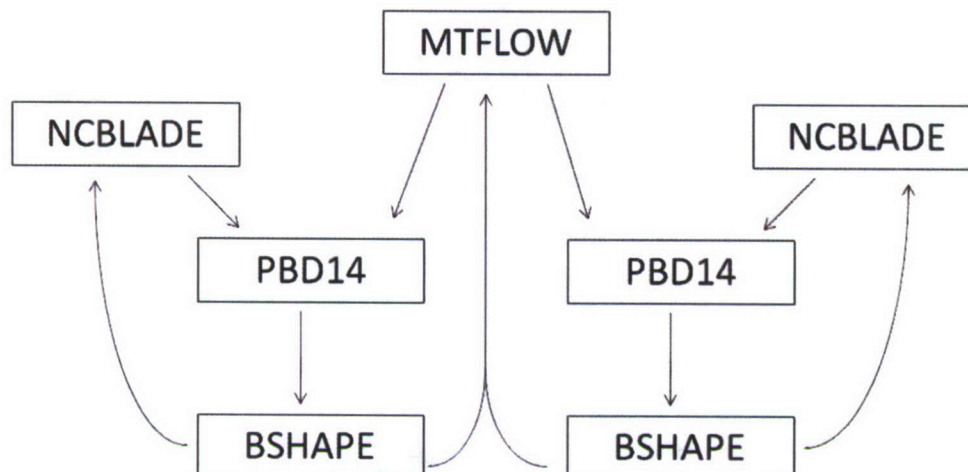 MTFLOW
NCBLADE
NCBLADE
PBD14
PBD14
BSHAPE
BSHAPE